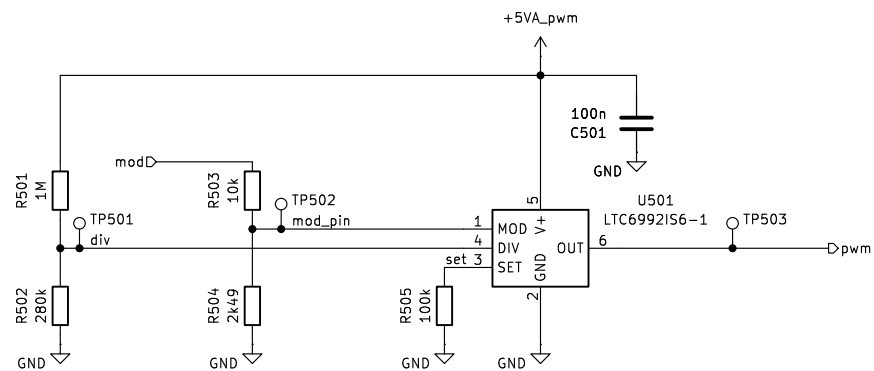 +5VA_pwm
100n
C501
GND
mod
R501
1M
R503
10k
TP502
mod_pin
TP501
div
U501
LTC6992IS6-1
TP503
5
V+
1
MOD
4
DIV
set
3
SET
OUT
6
GND
2
pwm
R502
280k
R504
2k49
R505
100k
GND
GND
GND
GND